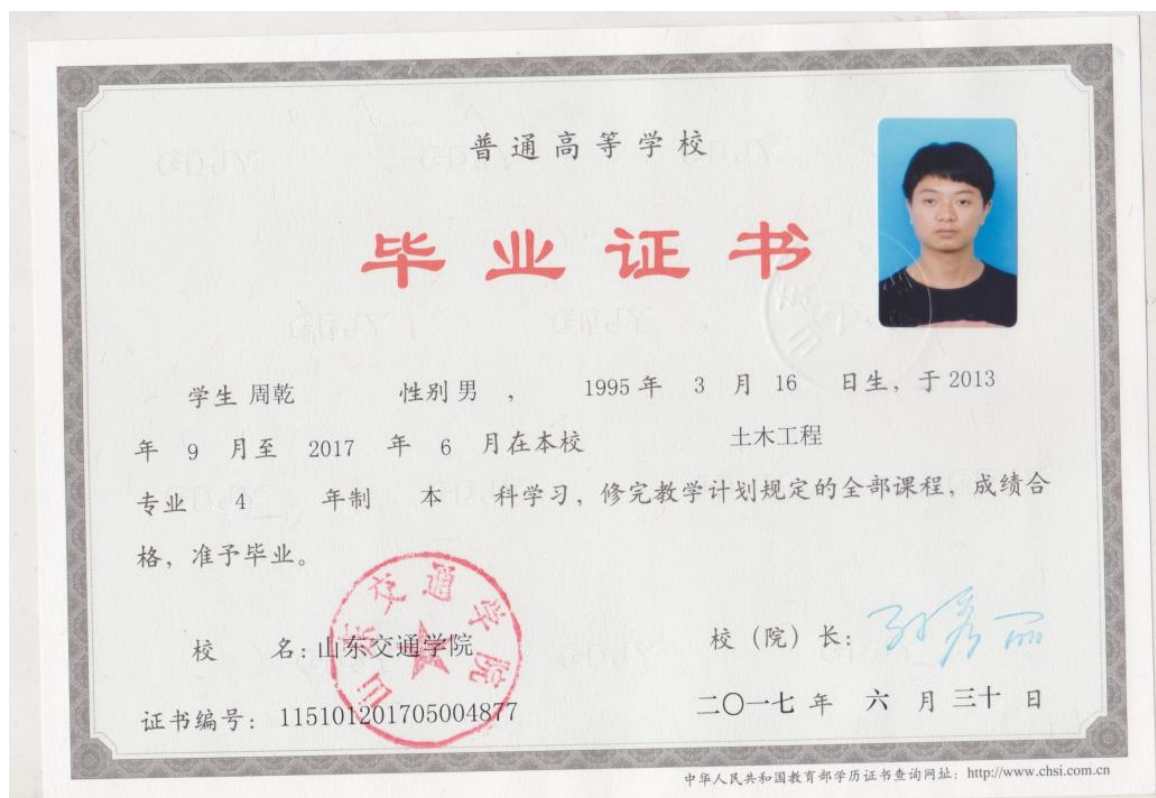 普通高等学校
毕业证书
学生 周乾 性别 男 , 1995 年 3 月 16 日生, 于 2013
年 9 月至 2017 年 6 月在本校 土木工程
专业 4 年制 本 科学习, 修完教学计划规定的全部课程, 成绩合
格, 准予毕业。
山东交通学院
校 名: 山东交通学院
校 (院) 长:
证书编号: 115101201705004877
二〇一七 年 六 月 三十 日
中华人民共和国教育部学历证书查询网址: http://www.chsi.com.cn